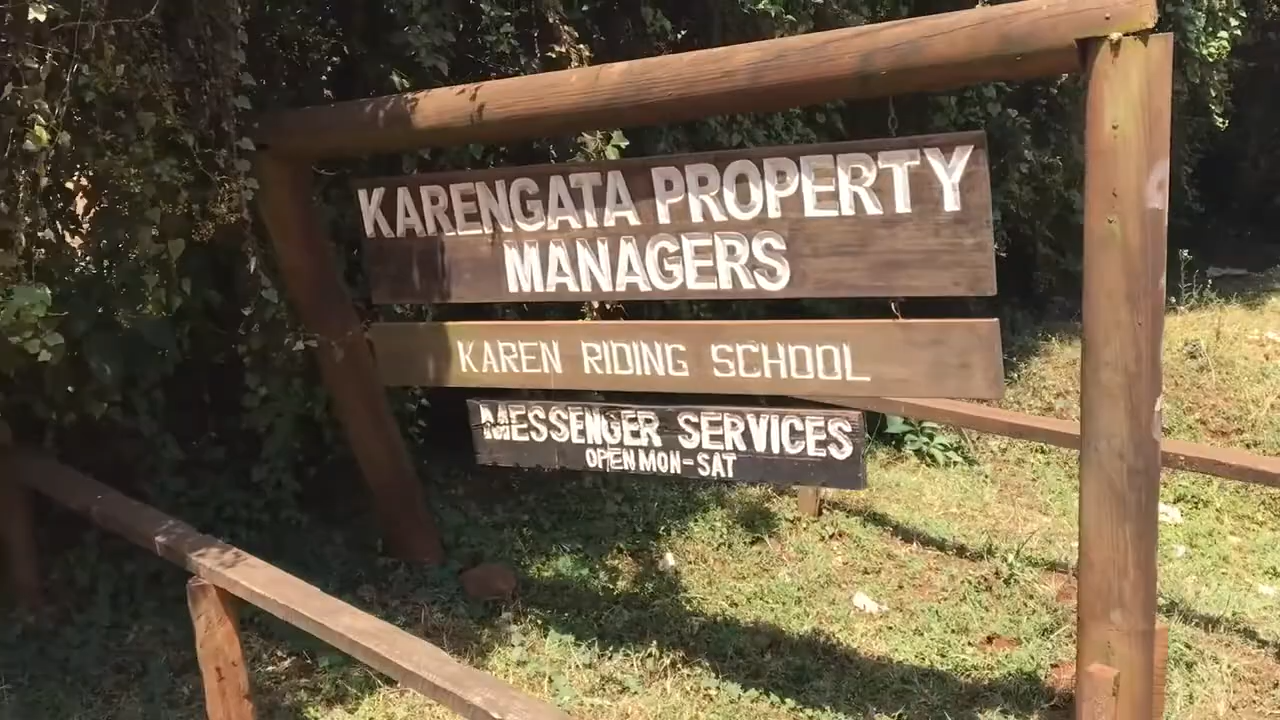 KARENGATA PROPERTY
MANAGERS
KAREN RIDING SCHOOL
MESSENGER SERVICES
OPEN MON-SAT